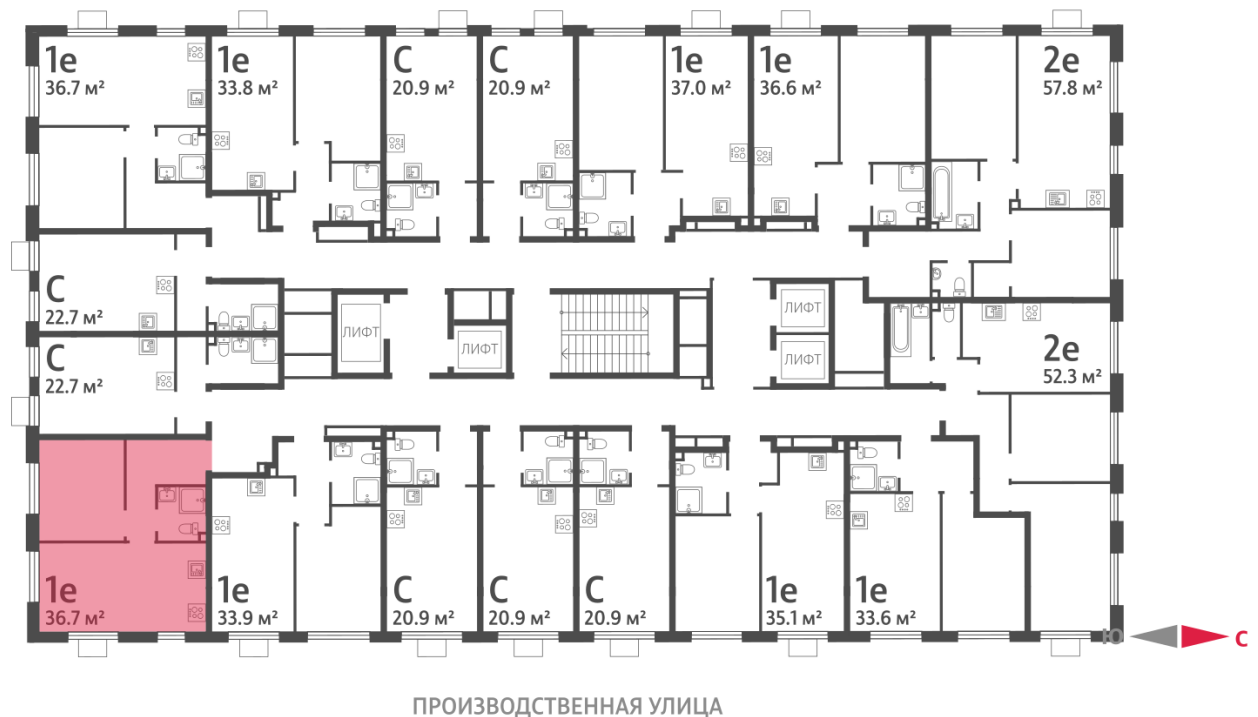 1е
36.7 м²
1е
33.8 м²
С
20.9 м²
С
20.9 м²
1е
37.0 м²
1е
36.6 м²
2е
57.8 м²
С
22.7 м²
ЛИФТ
ЛИФТ
ЛИФТ
ЛИФТ
С
22.7 м²
2е
52.3 м²
1е
36.7 м²
1е
33.9 м²
С
20.9 м²
С
20.9 м²
С
20.9 м²
1е
35.1 м²
1е
33.6 м²
Ю
С
ПРОИЗВОДСТВЕННАЯ УЛИЦА